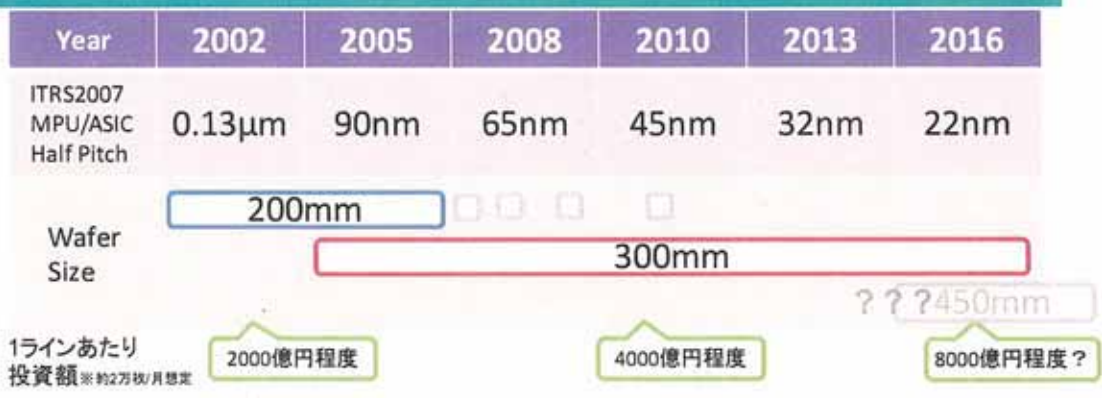 Year 2002 2005 2008 2010 2013 2016
ITRS2007
MPU/ASIC
Half Pitch
0.13μm 90nm 65nm 45nm 32nm 22nm
Wafer
Size
200mm
300mm
???450mm
1ラインあたり
投資額※約2万枚/月想定
2000億円程度
4000億円程度
8000億円程度?